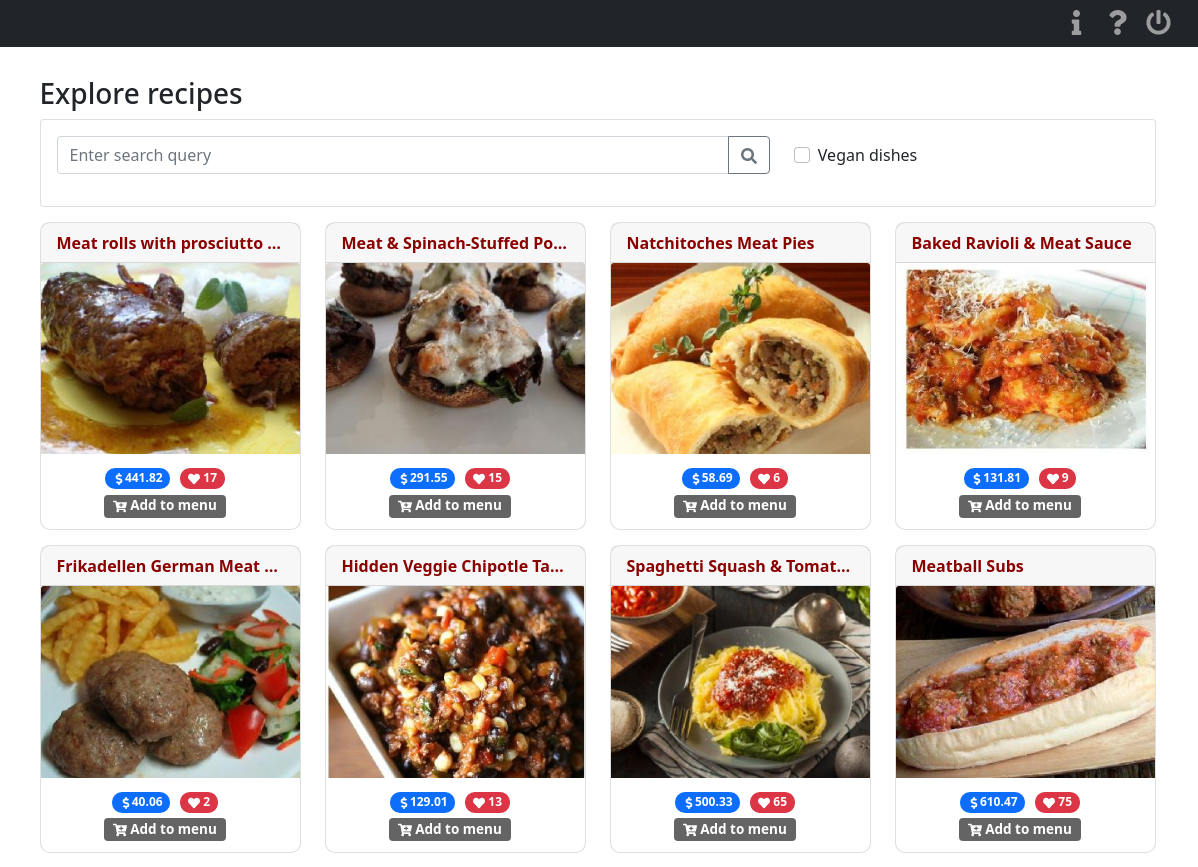 Explore recipes
Enter search query
Vegan dishes
Meat rolls with prosciutto ...
Meat & Spinach-Stuffed Po...
Natchitoches Meat Pies
Baked Ravioli & Meat Sauce
$441.82 17
$291.55 15
$58.69 6
$131.81 9
Add to menu
Add to menu
Add to menu
Add to menu
Frikadellen German Meat ...
Hidden Veggie Chipotle Ta...
Spaghetti Squash & Tomat...
Meatball Subs
$40.06 2
$129.01 13
$500.33 65
$610.47 75
Add to menu
Add to menu
Add to menu
Add to menu